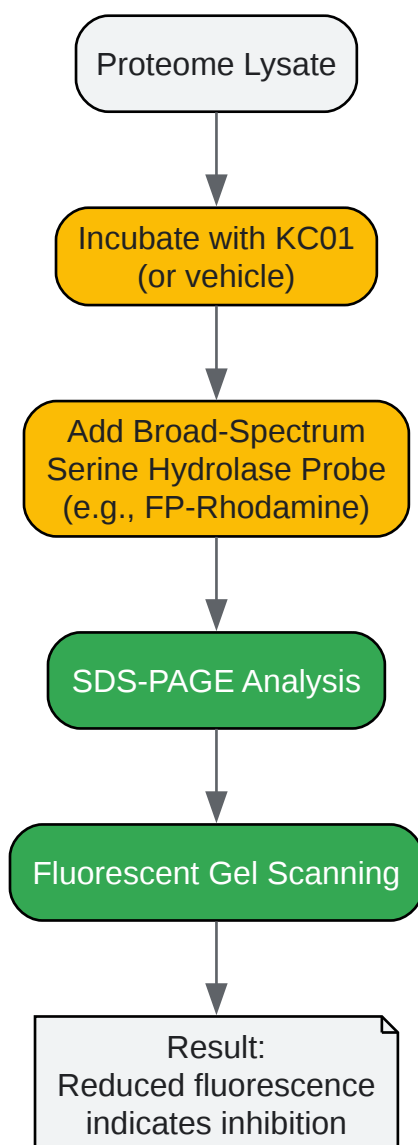 Proteome Lysate
Incubate with KC01
(or vehicle)
Add Broad-Spectrum
Serine Hydrolase Probe
(e.g., FP-Rhodamine)
SDS-PAGE Analysis
Fluorescent Gel Scanning
Result:
Reduced fluorescence
indicates inhibition